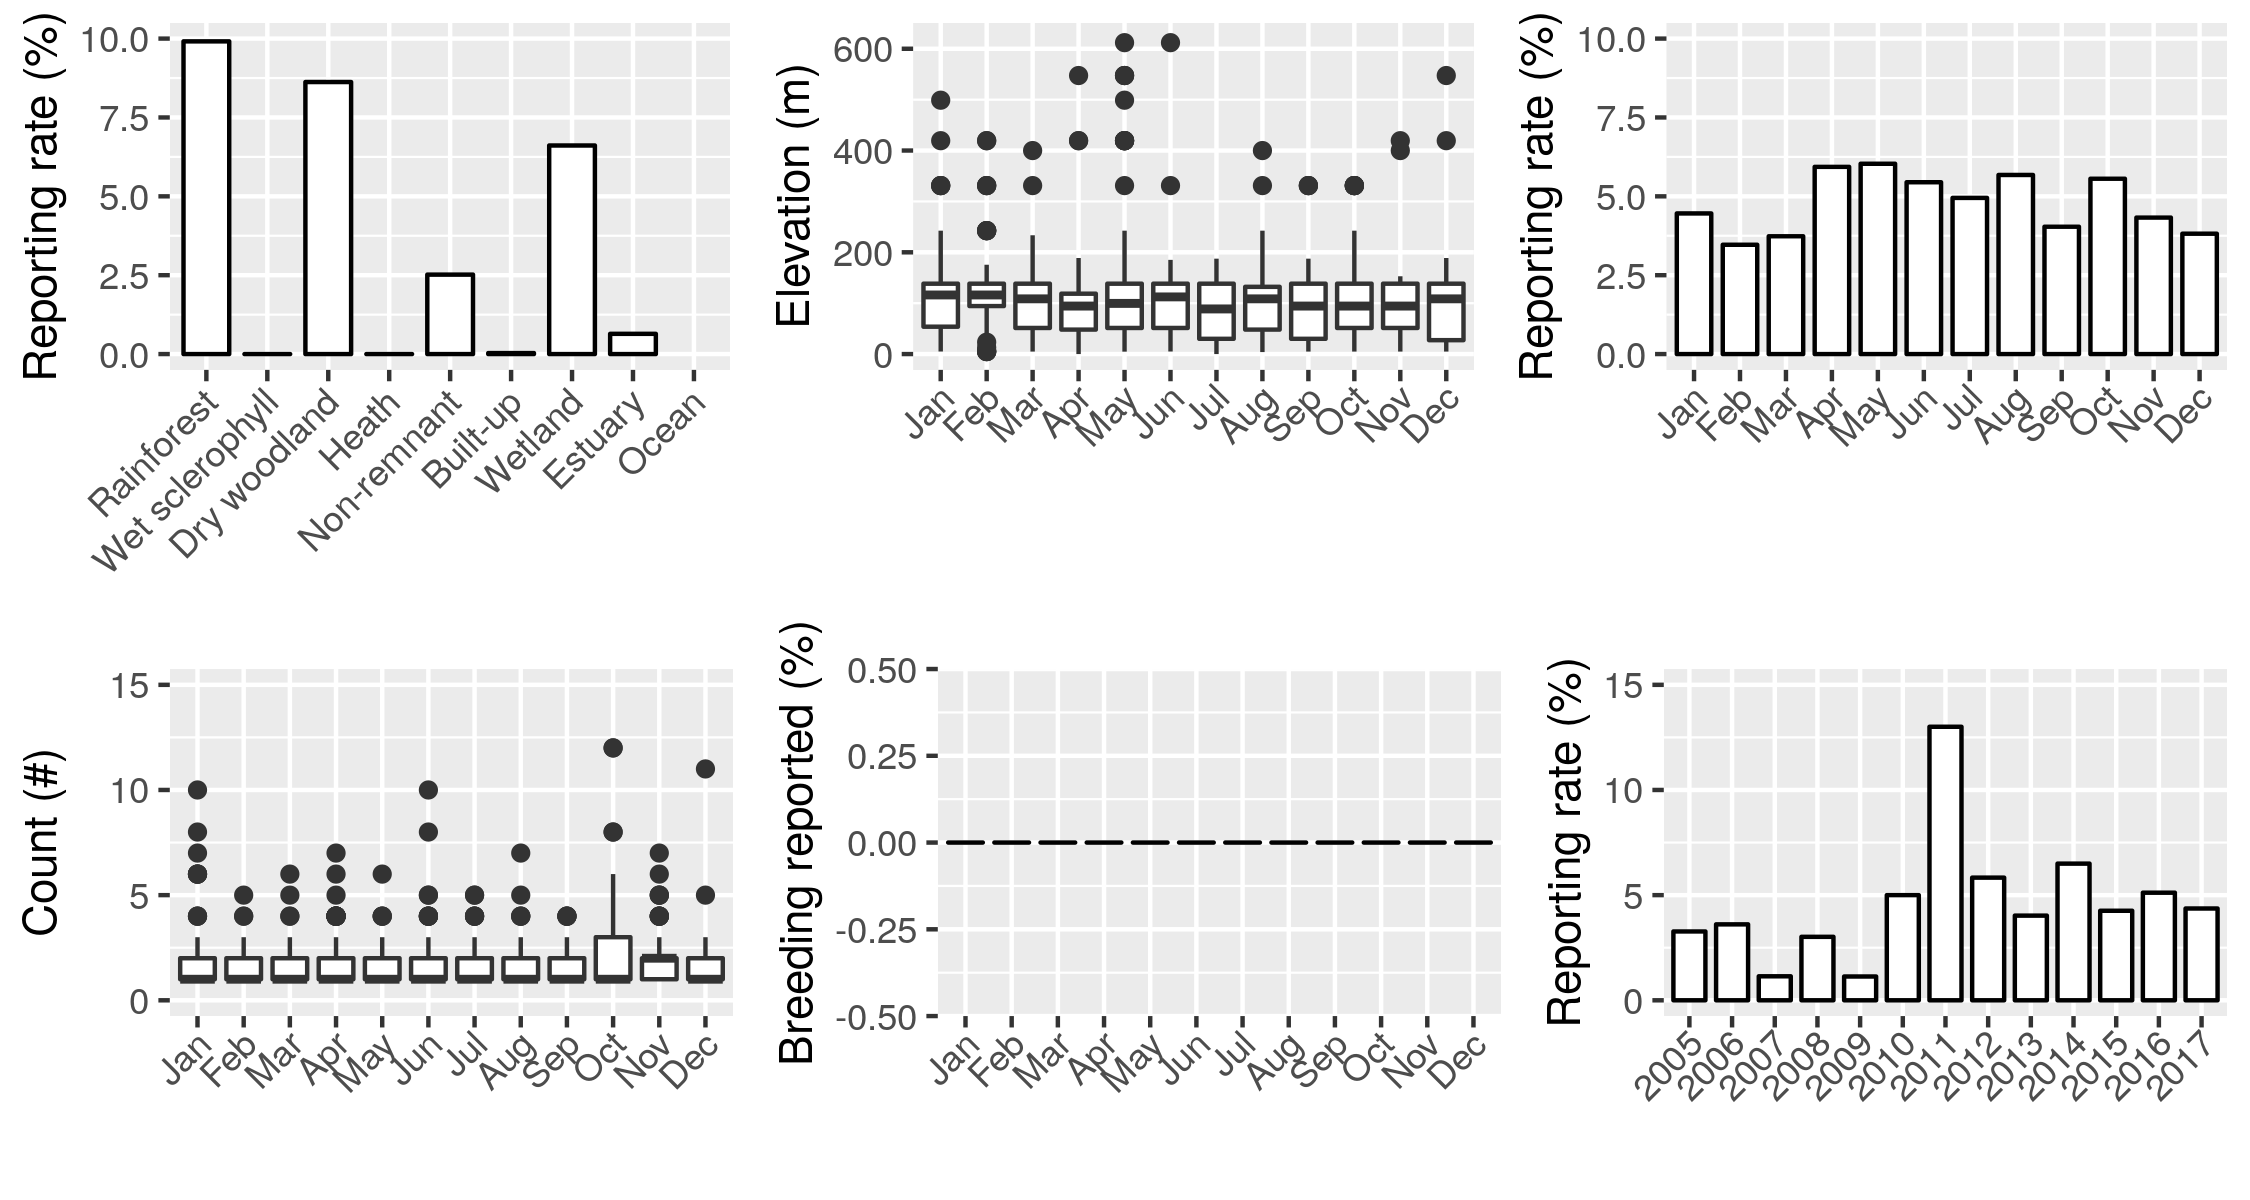 Reporting rate (%)
10.0
7.5
5.0
2.5
0.0
Rainforest
Wet sclerophyll
Dry woodland
Heath
Non-remnant
Built-up
Wetland
Estuary
Ocean
Elevation (m)
600
400
200
0
Jan
Feb
Mar
Apr
May
Jun
Jul
Aug
Sep
Oct
Nov
Dec
Reporting rate (%)
10.0
7.5
5.0
2.5
0.0
Jan
Feb
Mar
Apr
May
Jun
Jul
Aug
Sep
Oct
Nov
Dec
Count (#)
15
10
5
0
Jan
Feb
Mar
Apr
May
Jun
Jul
Aug
Sep
Oct
Nov
Dec
Breeding reported (%)
0.50
0.25
0.00
-0.25
-0.50
Jan
Feb
Mar
Apr
May
Jun
Jul
Aug
Sep
Oct
Nov
Dec
Reporting rate (%)
15
10
5
0
2005
2006
2007
2008
2009
2010
2011
2012
2013
2014
2015
2016
2017